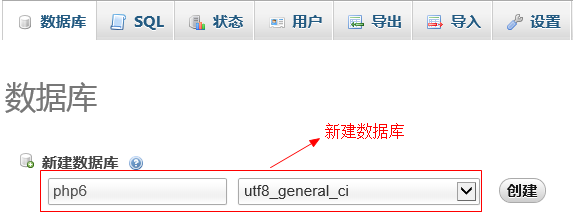 数据库 SQL 状态 用户 导出 导入 设置
数据库
新建数据库
新建数据库
php6 utf8_general_ci 创建